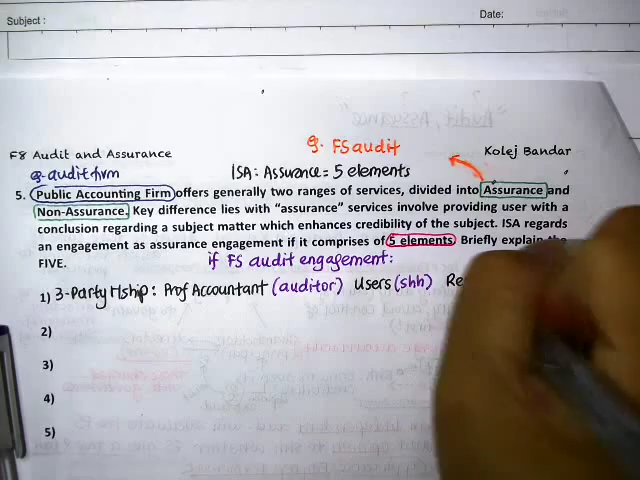 Subject :
Date:
eg. FS audit
F8 Audit and Assurance
Kolej Bandar
eg. audit firm
ISA: Assurance = 5 elements
5. Public Accounting Firm offers generally two ranges of services, divided into Assurance and
Non-Assurance. Key difference lies with “assurance” services involve providing user with a
conclusion regarding a subject matter which enhances credibility of the subject. ISA regards
an engagement as assurance engagement if it comprises of 5 elements. Briefly explain the
FIVE.
if FS audit engagement:
1) 3-Party r/ship: Prof Accountant (auditor) Users (shh) Re
2)
3)
4)
5)